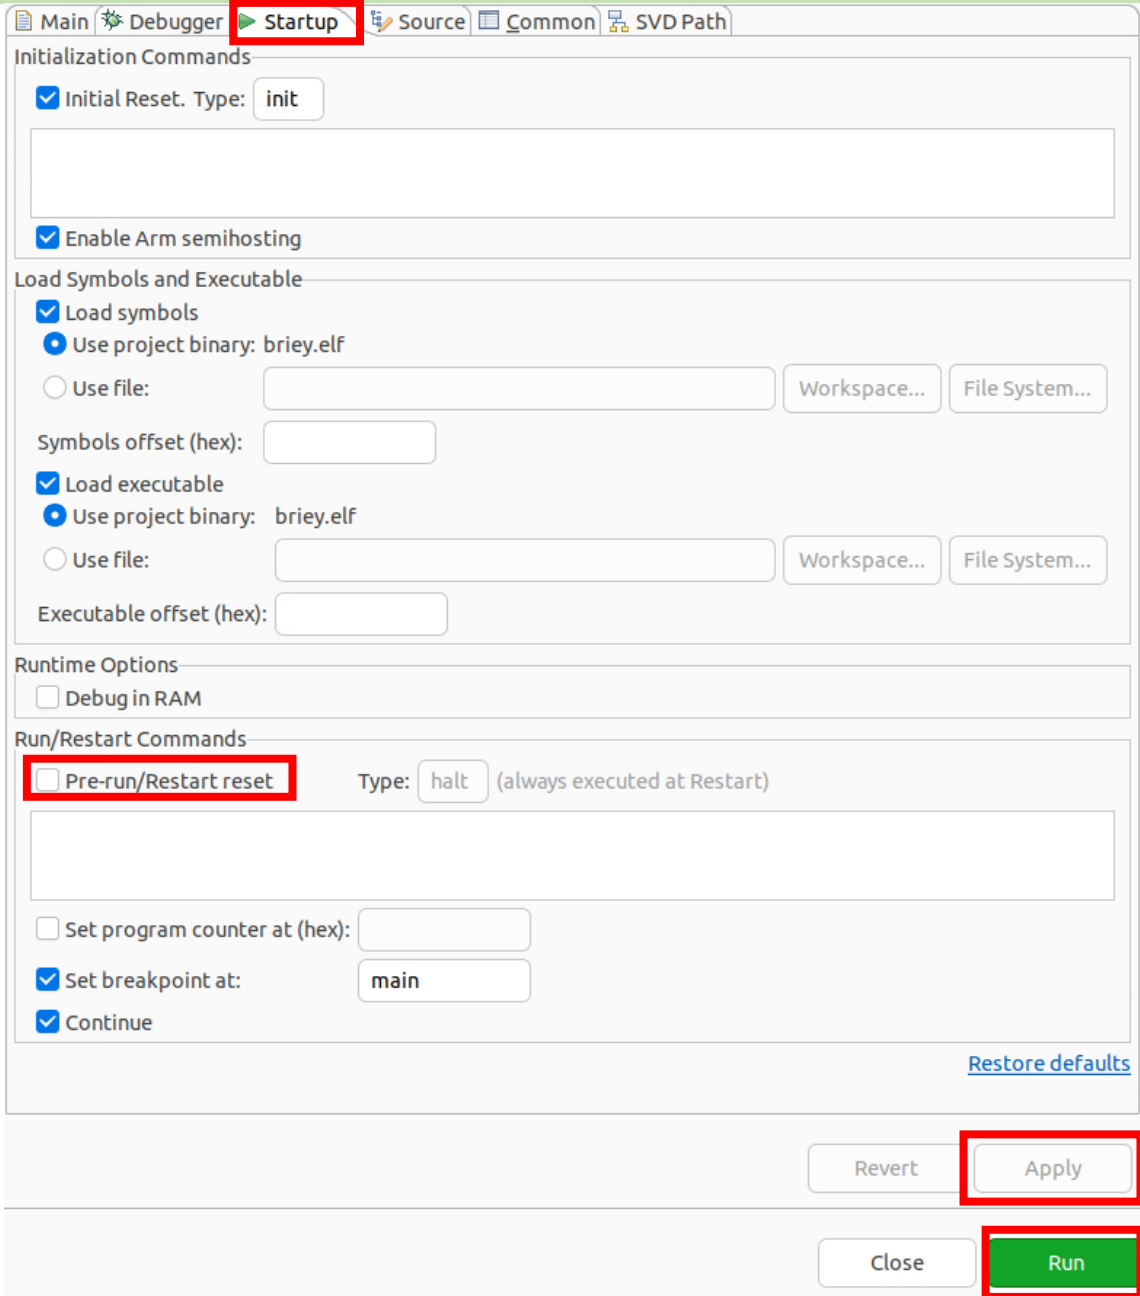 Main Debugger Startup Source Common SVD Path
Initialization Commands
Initial Reset. Type: init
Enable Arm semihosting
Load Symbols and Executable
Load symbols
Use project binary: briey.elf
Use file: Workspace... File System...
Symbols offset (hex):
Load executable
Use project binary: briey.elf
Use file: Workspace... File System...
Executable offset (hex):
Runtime Options
Debug in RAM
Run/Restart Commands
Pre-run/Restart reset Type: halt (always executed at Restart)
Set program counter at (hex):
Set breakpoint at: main
Continue
Restore defaults
Revert Apply
Close Run